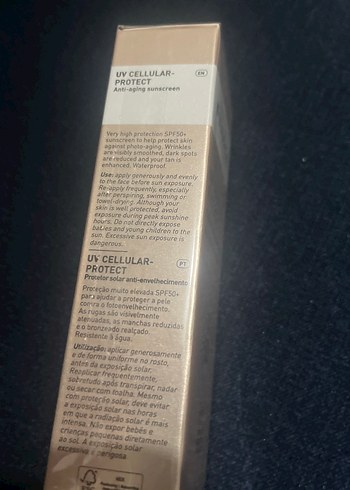 UV CELLULAR-
PROTECT
EN
Anti-aging sunscreen
Very high protection SPF50+
sunscreen to help protect skin
against photo-aging. Wrinkles
are visibly smoothed, dark spots
are reduced and your tan is
enhanced. Waterproof.
Use: apply generously and evenly
to the face before sun exposure.
Re-apply frequently, especially
after perspiring, swimming or
towel-drying. Although your
skin is well protected, avoid
exposure during peak sunshine
hours. Do not directly expose
babies and young children to the
sun. Excessive sun exposure is
dangerous.
UV CELLULAR-
PROTECT
PT
Protetor solar anti-envelhecimento
Proteção muito elevada SPF50+
para ajudar a proteger a pele
contra o fotoenvelhecimento.
As rugas são visivelmente
atenuadas, as manchas reduzidas
e o bronzeado realçado.
Resistente à água.
Utilização: aplicar generosamente
e de forma uniforme no rosto,
antes da exposição solar.
Reaplicar frequentemente,
sobretudo após transpirar, nadar
ou secar com toalha. Mesmo
com proteção solar, deve evitar
a exposição solar nas horas
em que a radiação solar é mais
intensa. Não expor bebés e
crianças pequenas diretamente
ao sol. A exposição solar
excessiva é perigosa.
FSC